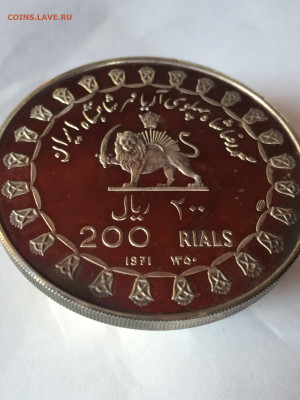 COINS.LAVE.RU
محمد رضا شاه پهلوی آریامهر شاهنشاه ایران
۲۰۰ ریال
200 RIALS
1971 ۱۳۵۰